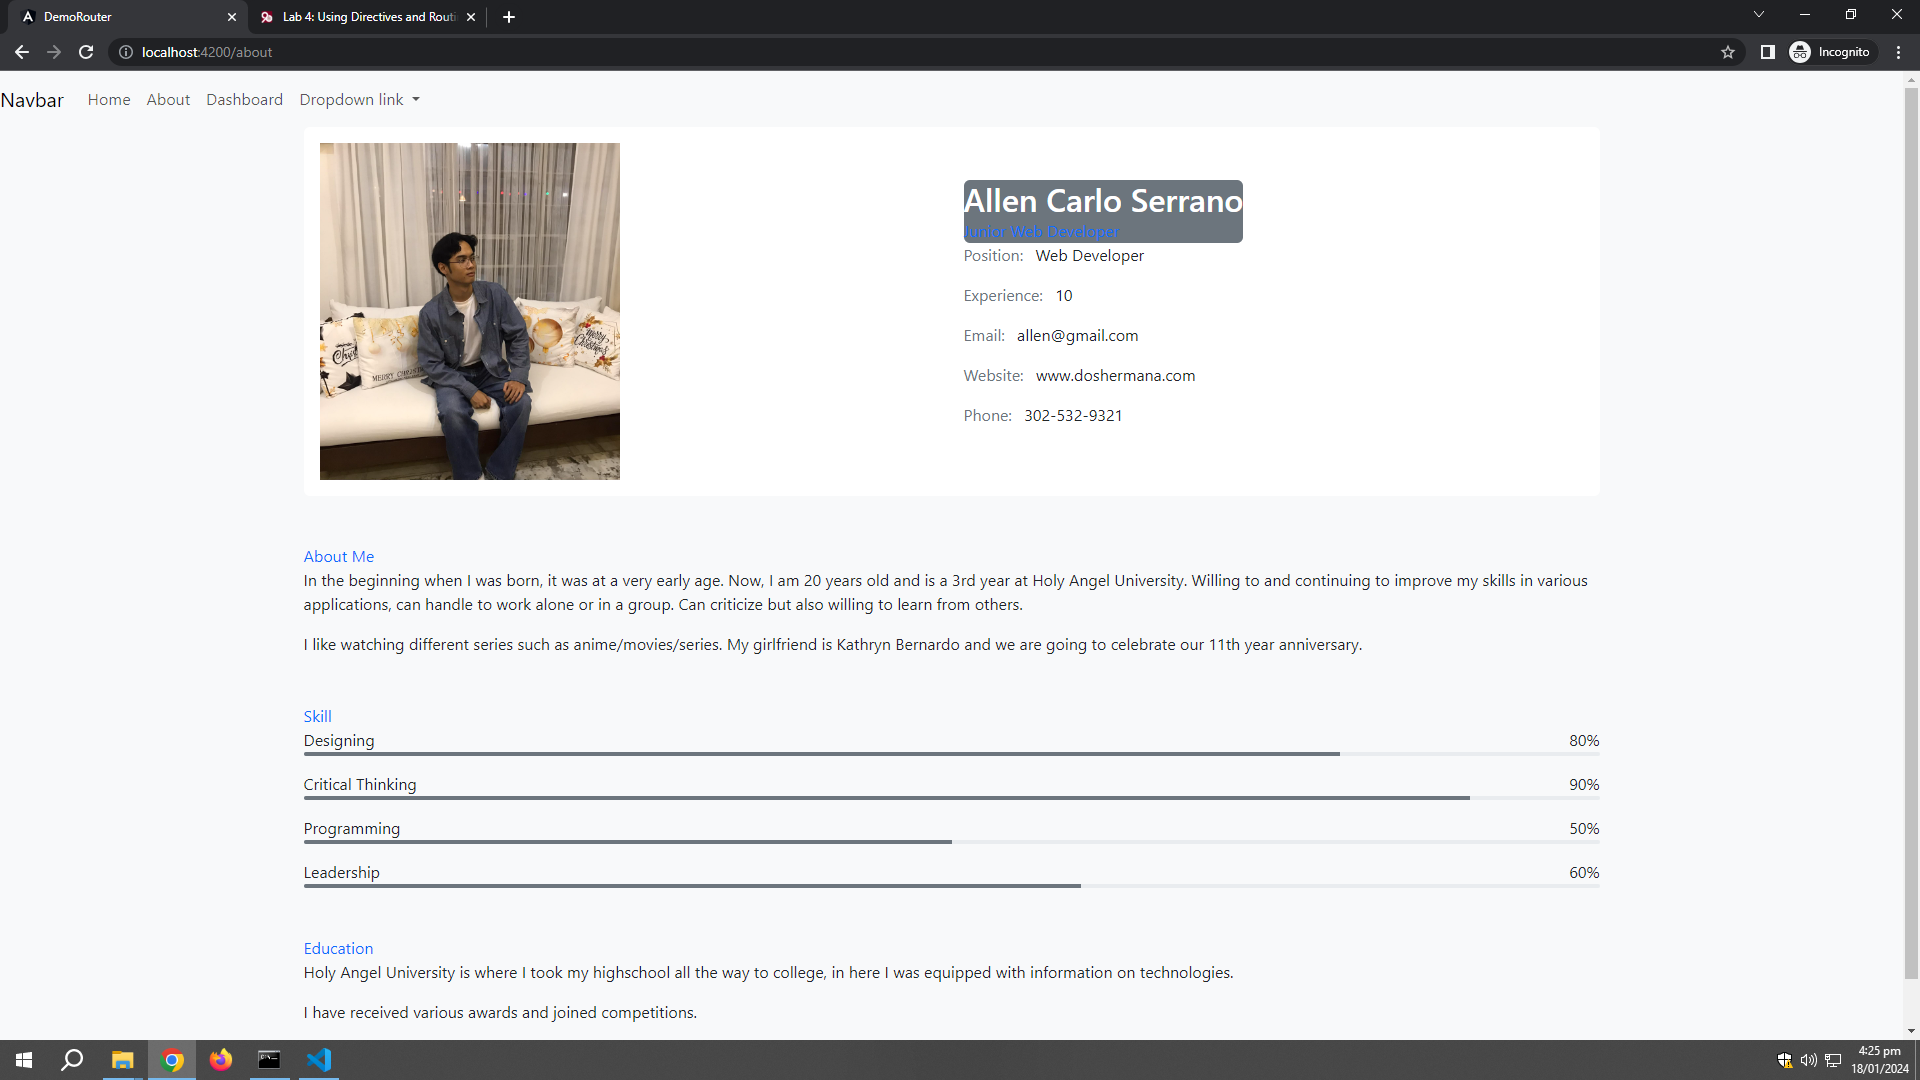 DemoRouter
Lab 4: Using Directives and Routi
localhost:4200/about
Incognito
Navbar Home About Dashboard Dropdown link
Allen Carlo Serrano
Junior Web Developer
Position: Web Developer
Experience: 10
Email: allen@gmail.com
Website: www.doshermana.com
Phone: 302-532-9321
Merry Christmas
MERRY CHRIST
About Me
In the beginning when I was born, it was at a very early age. Now, I am 20 years old and is a 3rd year at Holy Angel University. Willing to and continuing to improve my skills in various
applications, can handle to work alone or in a group. Can criticize but also willing to learn from others.
I like watching different series such as anime/movies/series. My girlfriend is Kathryn Bernardo and we are going to celebrate our 11th year anniversary.
Skill
Designing 80%
Critical Thinking 90%
Programming 50%
Leadership 60%
Education
Holy Angel University is where I took my highschool all the way to college, in here I was equipped with information on technologies.
I have received various awards and joined competitions.
4:25 pm
18/01/2024